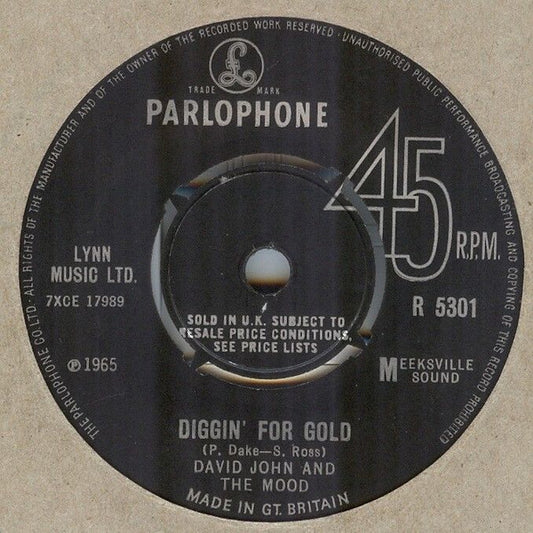 ALL RIGHTS OF THE MANUFACTURER AND OF THE OWNER OF THE RECORDED WORK RESERVED · UNAUTHORISED PUBLIC PERFORMANCE BROADCASTING AND COPYING OF THIS RECORD PROHIBITED
THE PARLOPHONE CO LTD ·
£
TRADE MARK
PARLOPHONE
45
R.P.M.
LYNN
MUSIC LTD.
7XCE 17989
R 5301
SOLD IN U.K. SUBJECT TO
RESALE PRICE CONDITIONS,
SEE PRICE LISTS
℗ 1965
MEEKSVILLE
SOUND
DIGGIN' FOR GOLD
(P. Dake—S. Ross)
DAVID JOHN AND
THE MOOD
MADE IN GT. BRITAIN